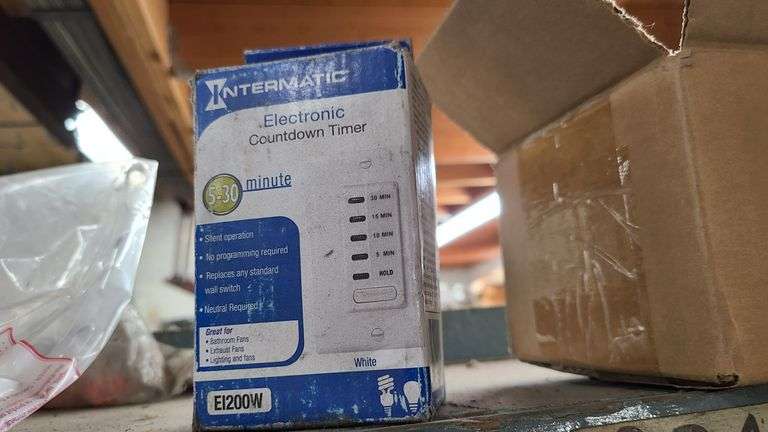 INTERMATIC
Electronic
Countdown Timer
5-30 minute
• Silent operation
• No programming required
• Replaces any standard
wall switch
• Neutral Required
Great for
• Bathroom Fans
• Exhaust Fans
• Lighting and fans
30 MIN
15 MIN
10 MIN
5 MIN
HOLD
White
EI200W